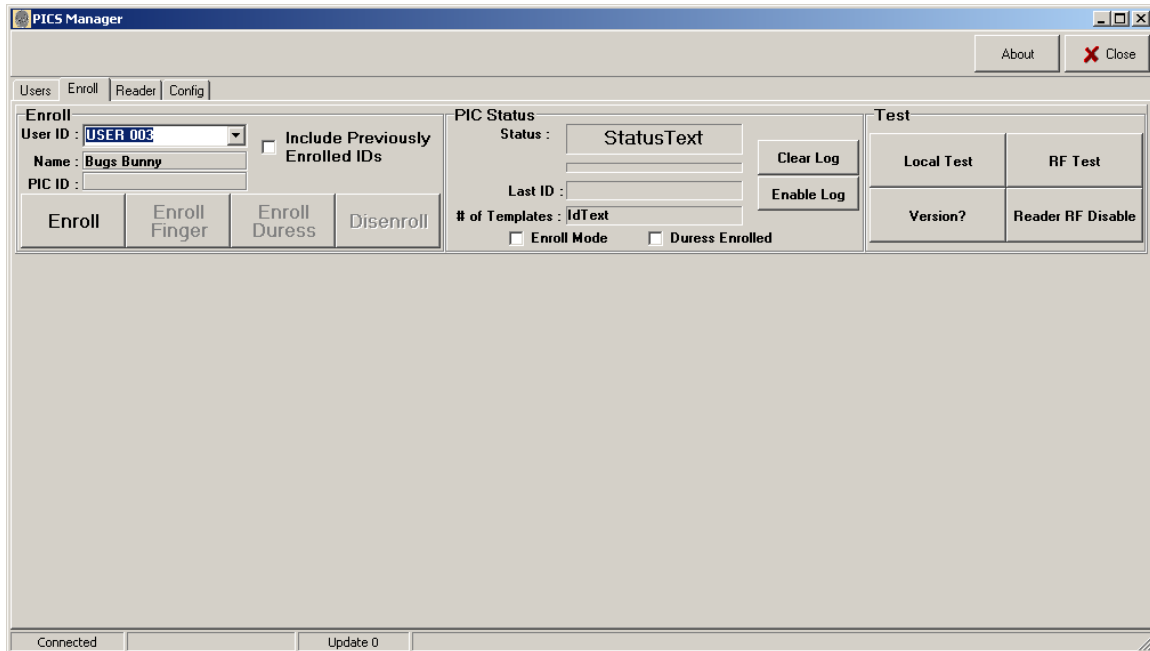 PICS Manager
About
Close
Users Enroll Reader Config
Enroll
User ID : USER 003
Include Previously Enrolled IDs
Name : Bugs Bunny
PIC ID :
Enroll
Enroll Finger
Enroll Duress
Disenroll
PIC Status
Status : StatusText
Last ID :
# of Templates : IdText
Enroll Mode
Duress Enrolled
Clear Log
Enable Log
Test
Local Test
RF Test
Version?
Reader RF Disable
Connected
Update 0